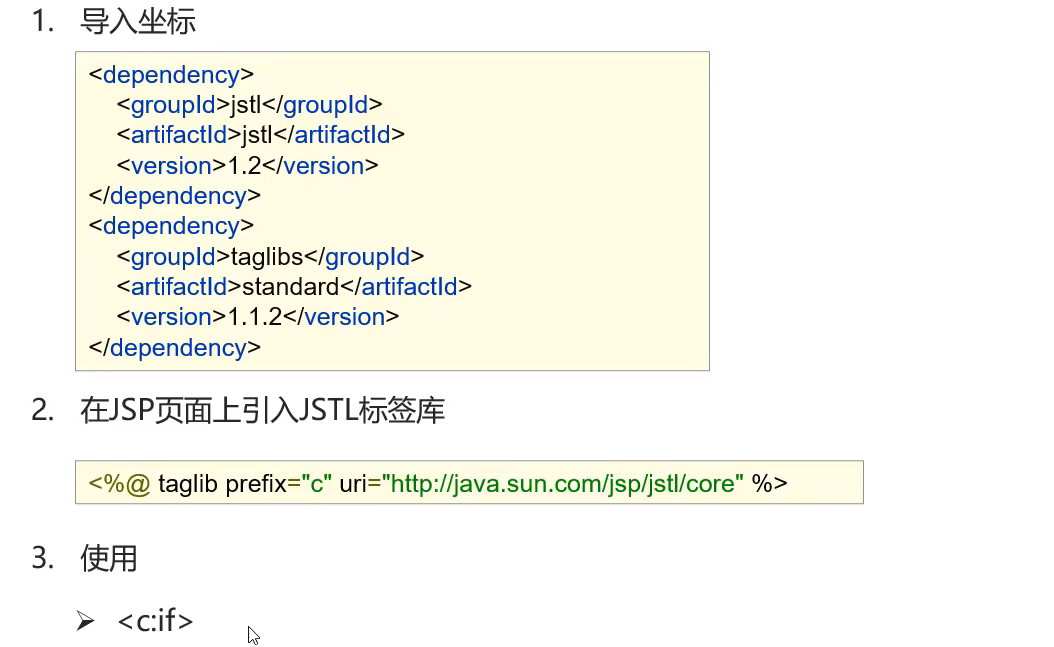 1. 导入坐标
<dependency>
<groupId>jstl</groupId>
<artifactId>jstl</artifactId>
<version>1.2</version>
</dependency>
<dependency>
<groupId>taglibs</groupId>
<artifactId>standard</artifactId>
<version>1.1.2</version>
</dependency>
2. 在JSP页面上引入JSTL标签库
<%@ taglib prefix="c" uri="http://java.sun.com/jsp/jstl/core" %>
3. 使用
➢ <c:if>